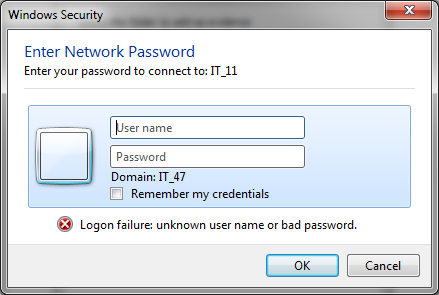 Windows Security
Enter Network Password
Enter your password to connect to: IT_11
User name
Password
Domain: IT_47
Remember my credentials
Logon failure: unknown user name or bad password.
OK
Cancel